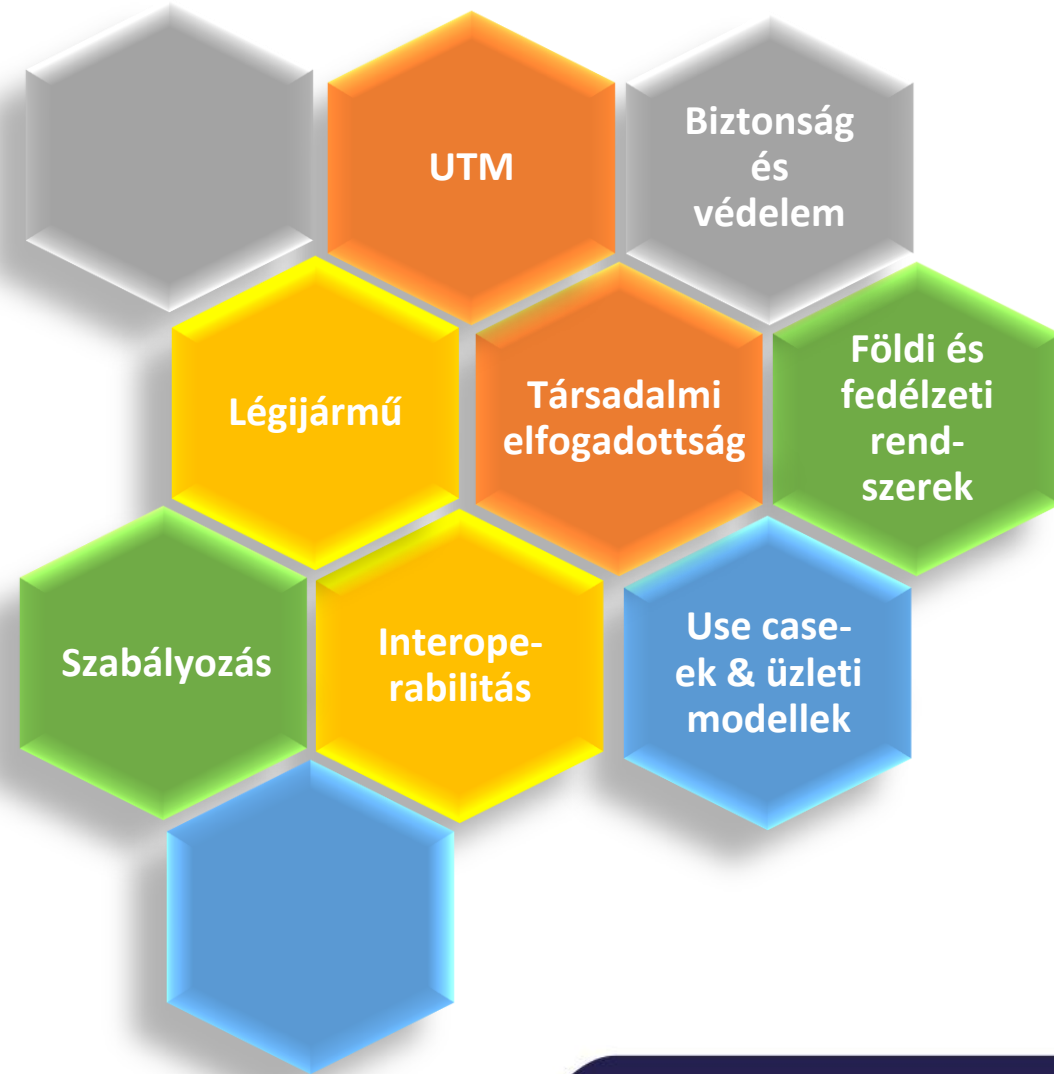 UTM
Biztonság
és
védelem
Légijármű
Társadalmi
elfogadottság
Földi és
fedélzeti
rend-
szerek
Szabályozás
Interope-
rabilitás
Use case-
ek & üzleti
modellek